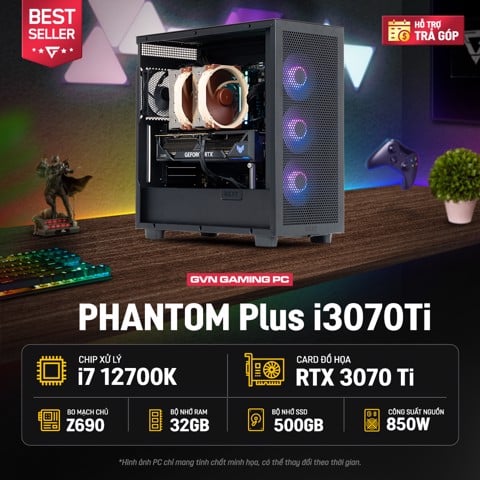 BEST
SELLER
HỖ TRỢ
TRẢ GÓP
GEFORCE RTX
GVN GAMING PC
PHANTOM Plus i3070Ti
CHIP XỬ LÝ
i7 12700K
CARD ĐỒ HỌA
RTX 3070 Ti
BO MẠCH CHỦ
Z690
BỘ NHỚ RAM
32GB
BỘ NHỚ SSD
500GB
CÔNG SUẤT NGUỒN
850W
*Hình ảnh PC chỉ mang tính chất minh họa, có thể thay đổi theo thời gian.